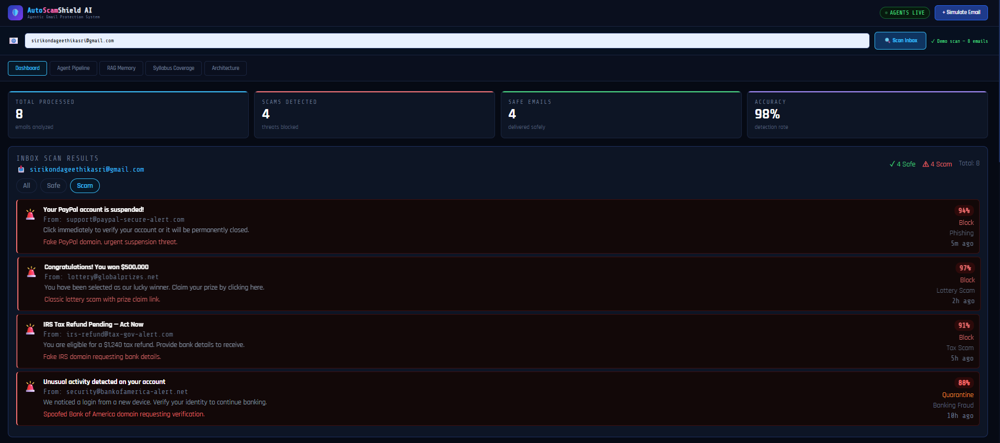 AutoScamShield AI
Agentic Email Protection System
AGENTS LIVE
+ Simulate Email
sirikondageethikasri@gmail.com
Scan Inbox
✓ Demo scan – 8 emails
Dashboard
Agent Pipeline
RAG Memory
Syllabus Coverage
Architecture
TOTAL PROCESSED
8
emails analyzed
SCAMS DETECTED
4
threats blocked
SAFE EMAILS
4
delivered safely
ACCURACY
98%
detection rate
INBOX SCAN RESULTS
sirikondageethikasri@gmail.com
✓ 4 Safe
⚠ 4 Scam
Total: 8
All
Safe
Scam
Your PayPal account is suspended!
From: support@paypal-secure-alert.com
Click immediately to verify your account or it will be permanently closed.
Fake PayPal domain, urgent suspension threat.
94%
Block
Phishing
5m ago
Congratulations! You won $500,000
From: lottery@globalprizes.net
You have been selected as our lucky winner. Claim your prize by clicking here.
Classic lottery scam with prize claim link.
97%
Block
Lottery Scam
2h ago
IRS Tax Refund Pending – Act Now
From: irs-refund@tax-gov-alert.com
You are eligible for a $1,240 tax refund. Provide bank details to receive.
Fake IRS domain requesting bank details.
91%
Block
Tax Scam
5h ago
Unusual activity detected on your account
From: security@bankofamerica-alert.net
We noticed a login from a new device. Verify your identity to continue banking.
Spoofed Bank of America domain requesting verification.
88%
Quarantine
Banking Fraud
10h ago